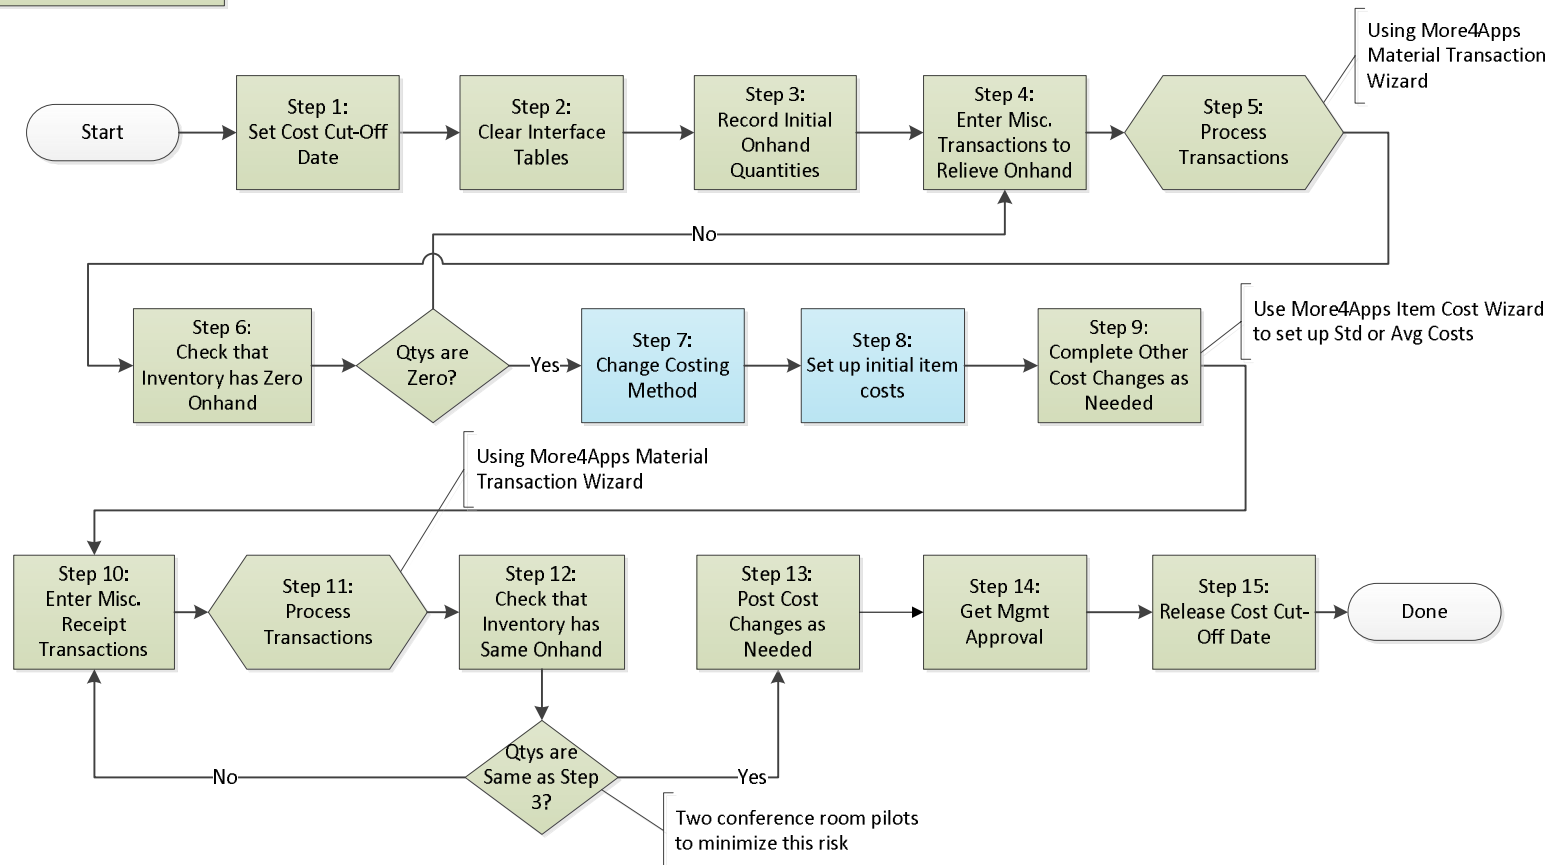 Using More4Apps
Material Transaction
Wizard
Start
Step 1:
Set Cost Cut-Off
Date
Step 2:
Clear Interface
Tables
Step 3:
Record Initial
Onhand
Quantities
Step 4:
Enter Misc.
Transactions to
Relieve Onhand
Step 5:
Process
Transactions
No
Step 6:
Check that
Inventory has Zero
Onhand
Qtys are
Zero?
Yes
Step 7:
Change Costing
Method
Step 8:
Set up initial item
costs
Step 9:
Complete Other
Cost Changes as
Needed
Use More4Apps Item Cost Wizard
to set up Std or Avg Costs
Using More4Apps Material
Transaction Wizard
Step 10:
Enter Misc.
Receipt
Transactions
Step 11:
Process
Transactions
Step 12:
Check that
Inventory has
Same Onhand
Step 13:
Post Cost
Changes as
Needed
Step 14:
Get Mgmt
Approval
Step 15:
Release Cost Cut-
Off Date
Done
Qtys are
Same as Step
3?
No
Yes
Two conference room pilots
to minimize this risk